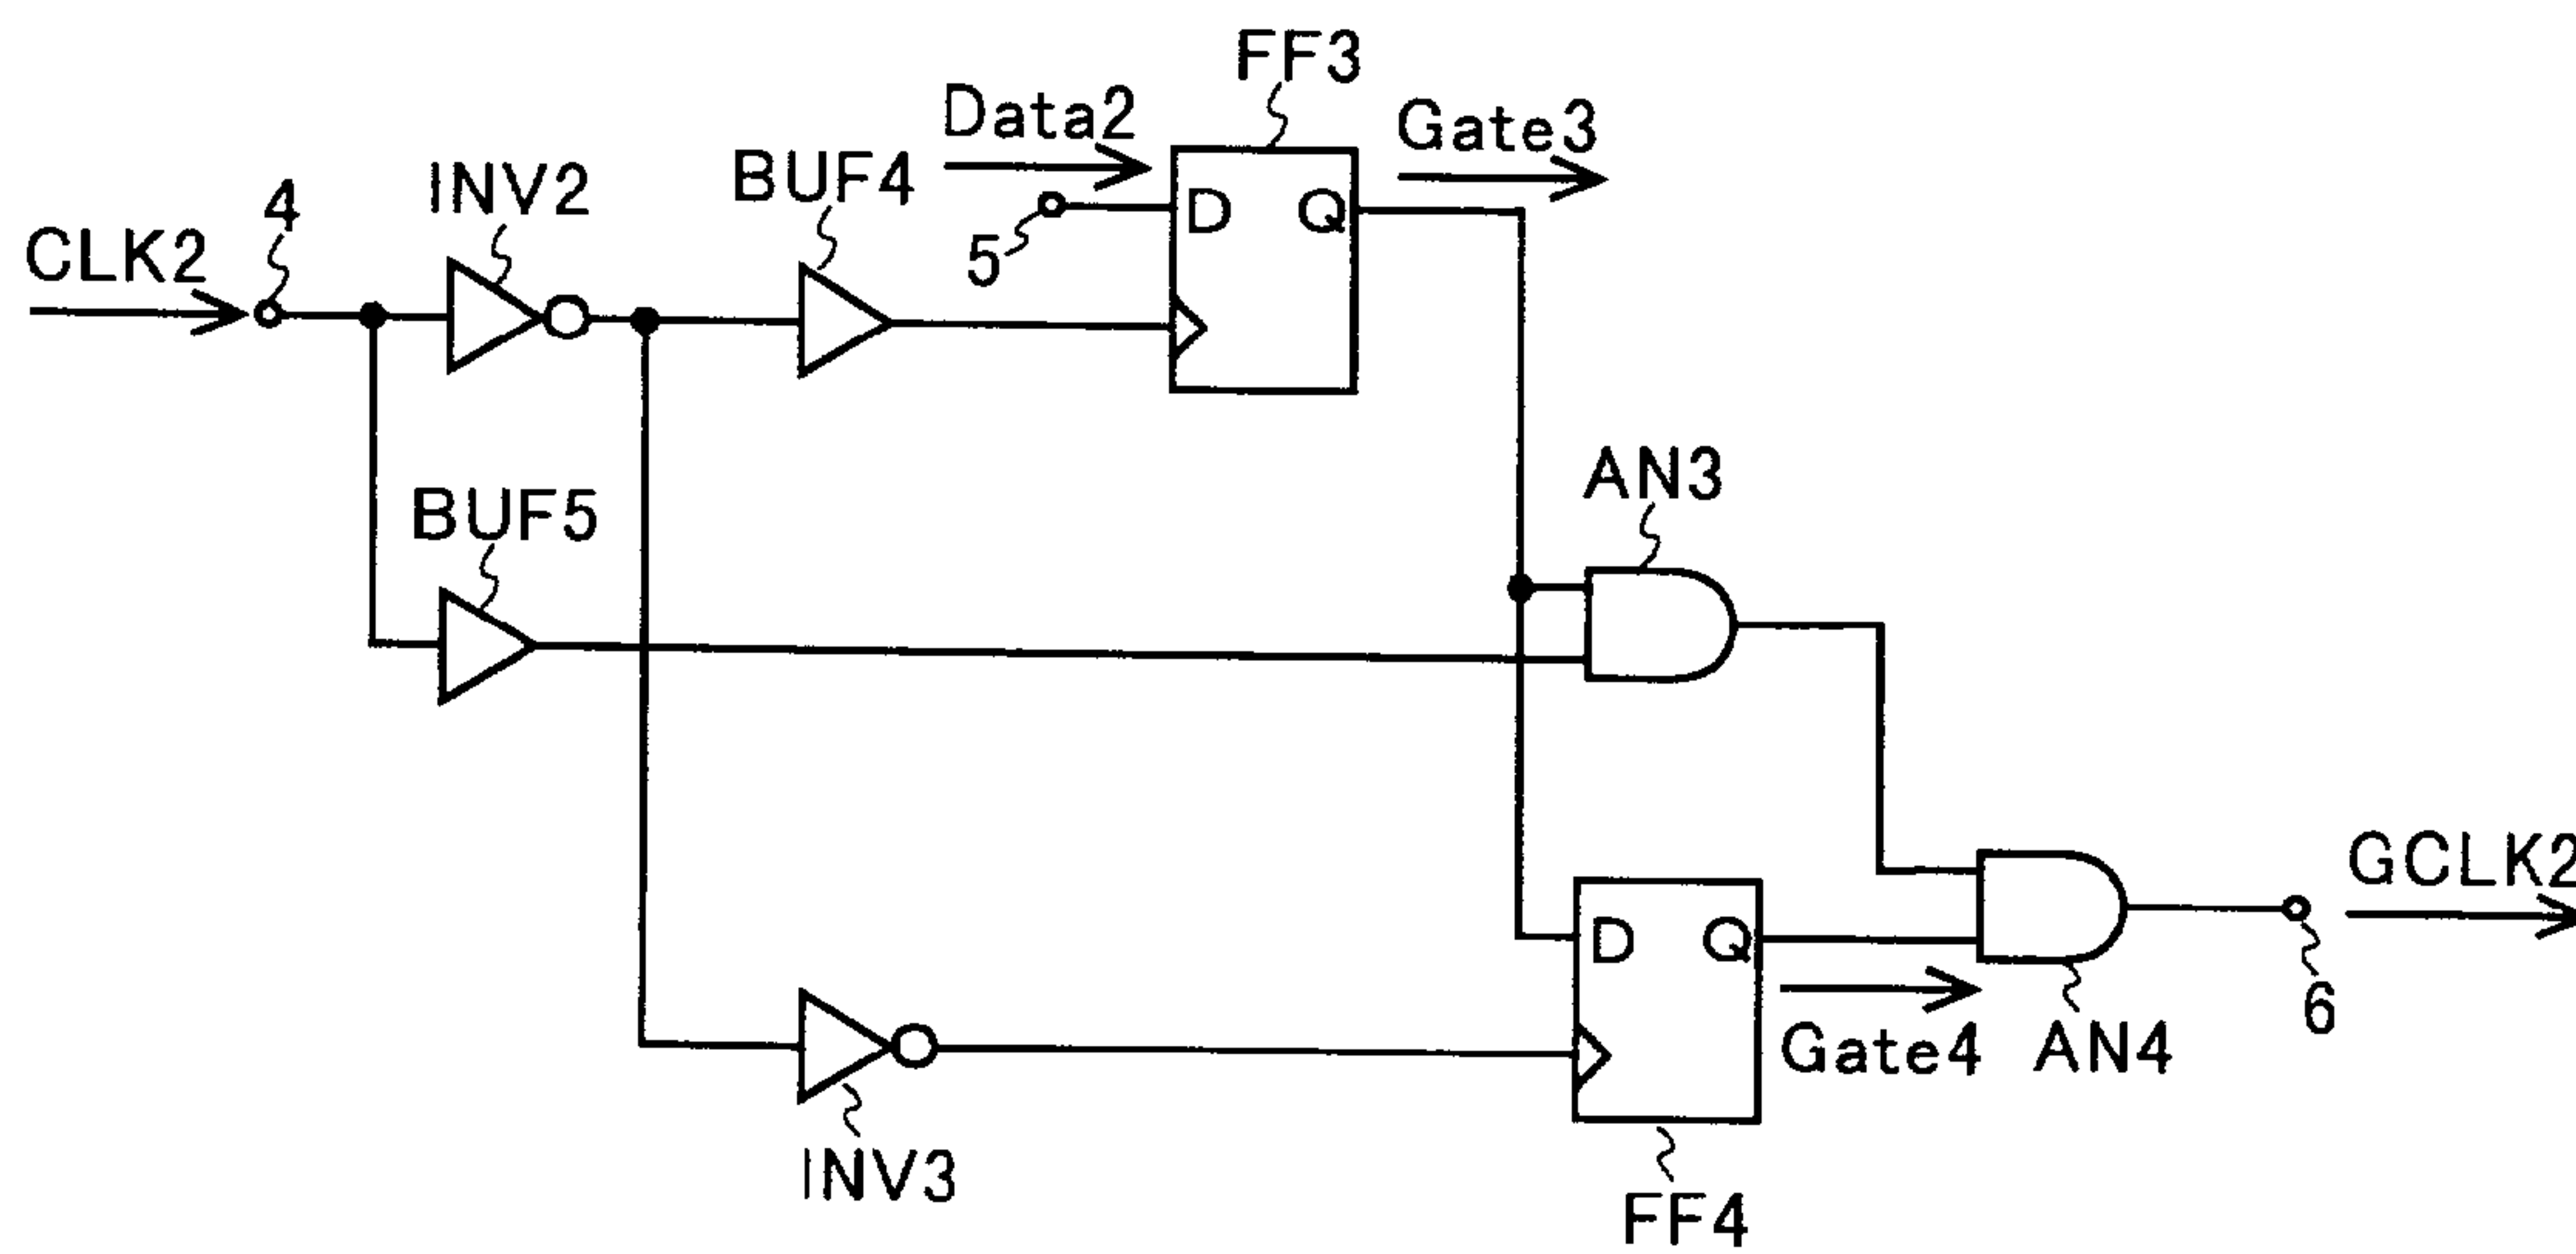 FF3
Data2
Gate3
BUF4
INV2
4
CLK2
D
Q
5
AN3
BUF5
GCLK2
D
Q
6
Gate4
AN4
INV3
FF4